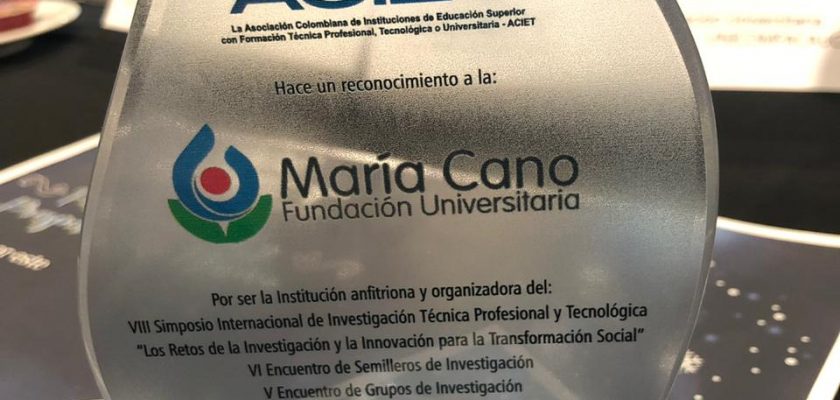 La Asociación Colombiana de Instituciones de Educación Superior
con Formación Técnica Profesional, Tecnológica o Universitaria - ACIET
Hace un reconocimiento a la:
María Cano
Fundación Universitaria
Por ser la Institución anfitriona y organizadora del:
VIII Simposio Internacional de Investigación Técnica Profesional y Tecnológica
"Los Retos de la Investigación y la Innovación para la Transformación Social"
VI Encuentro de Semilleros de Investigación
V Encuentro de Grupos de Investigación